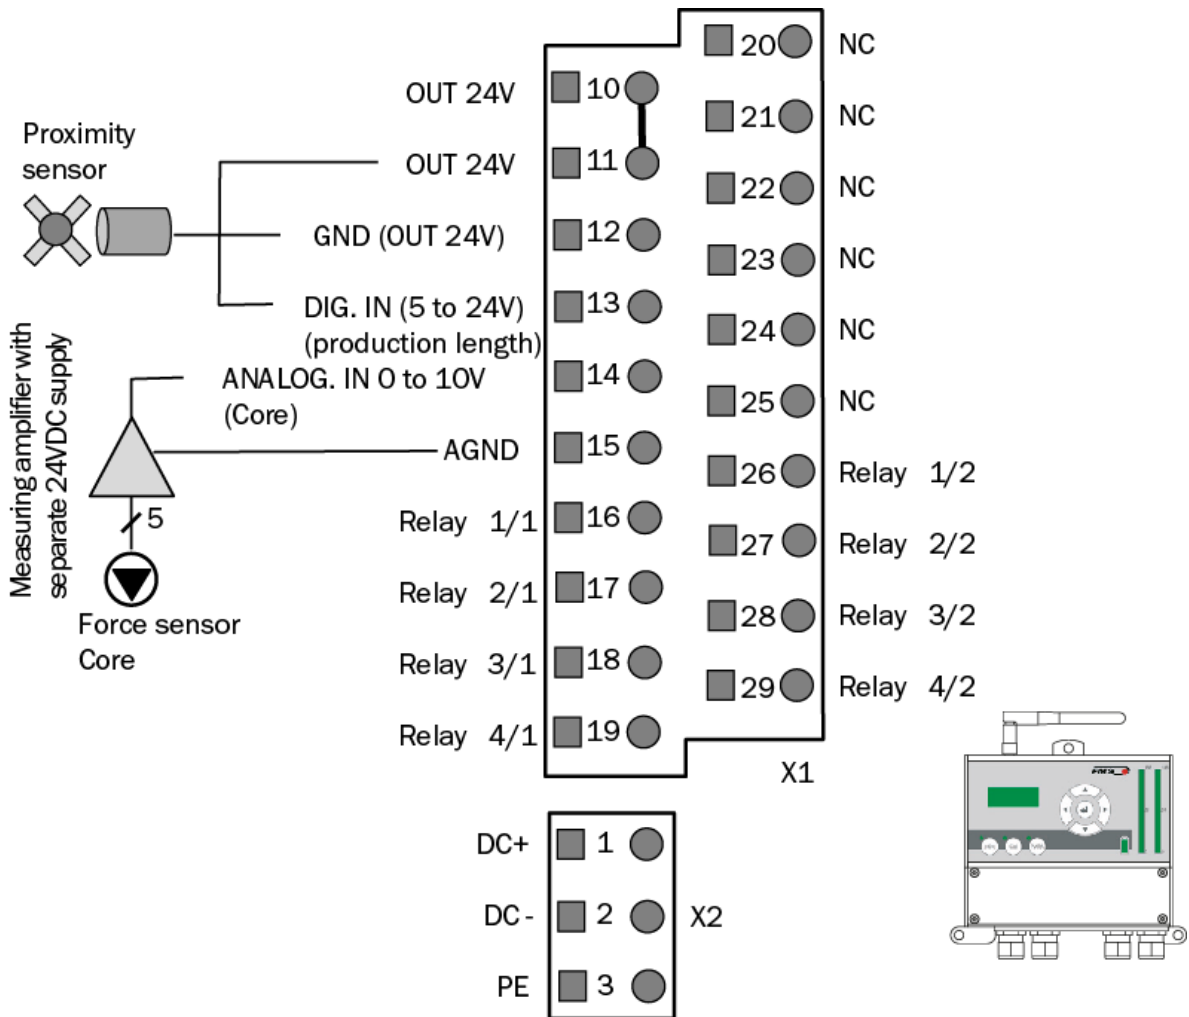 20 NC
OUT 24V 10
21 NC
Proximity
sensor
OUT 24V 11
22 NC
GND (OUT 24V) 12
23 NC
DIG. IN (5 to 24V) 13
(production length)
24 NC
ANALOG. IN 0 to 10V 14
(Core)
25 NC
Measuring amplifier with
separate 24VDC supply
AGND 15
26 Relay 1/2
5
Relay 1/1 16
27 Relay 2/2
Relay 2/1 17
Force sensor
Core
28 Relay 3/2
Relay 3/1 18
29 Relay 4/2
Relay 4/1 19
X1
DC+ 1
DC - 2
X2
PE 3